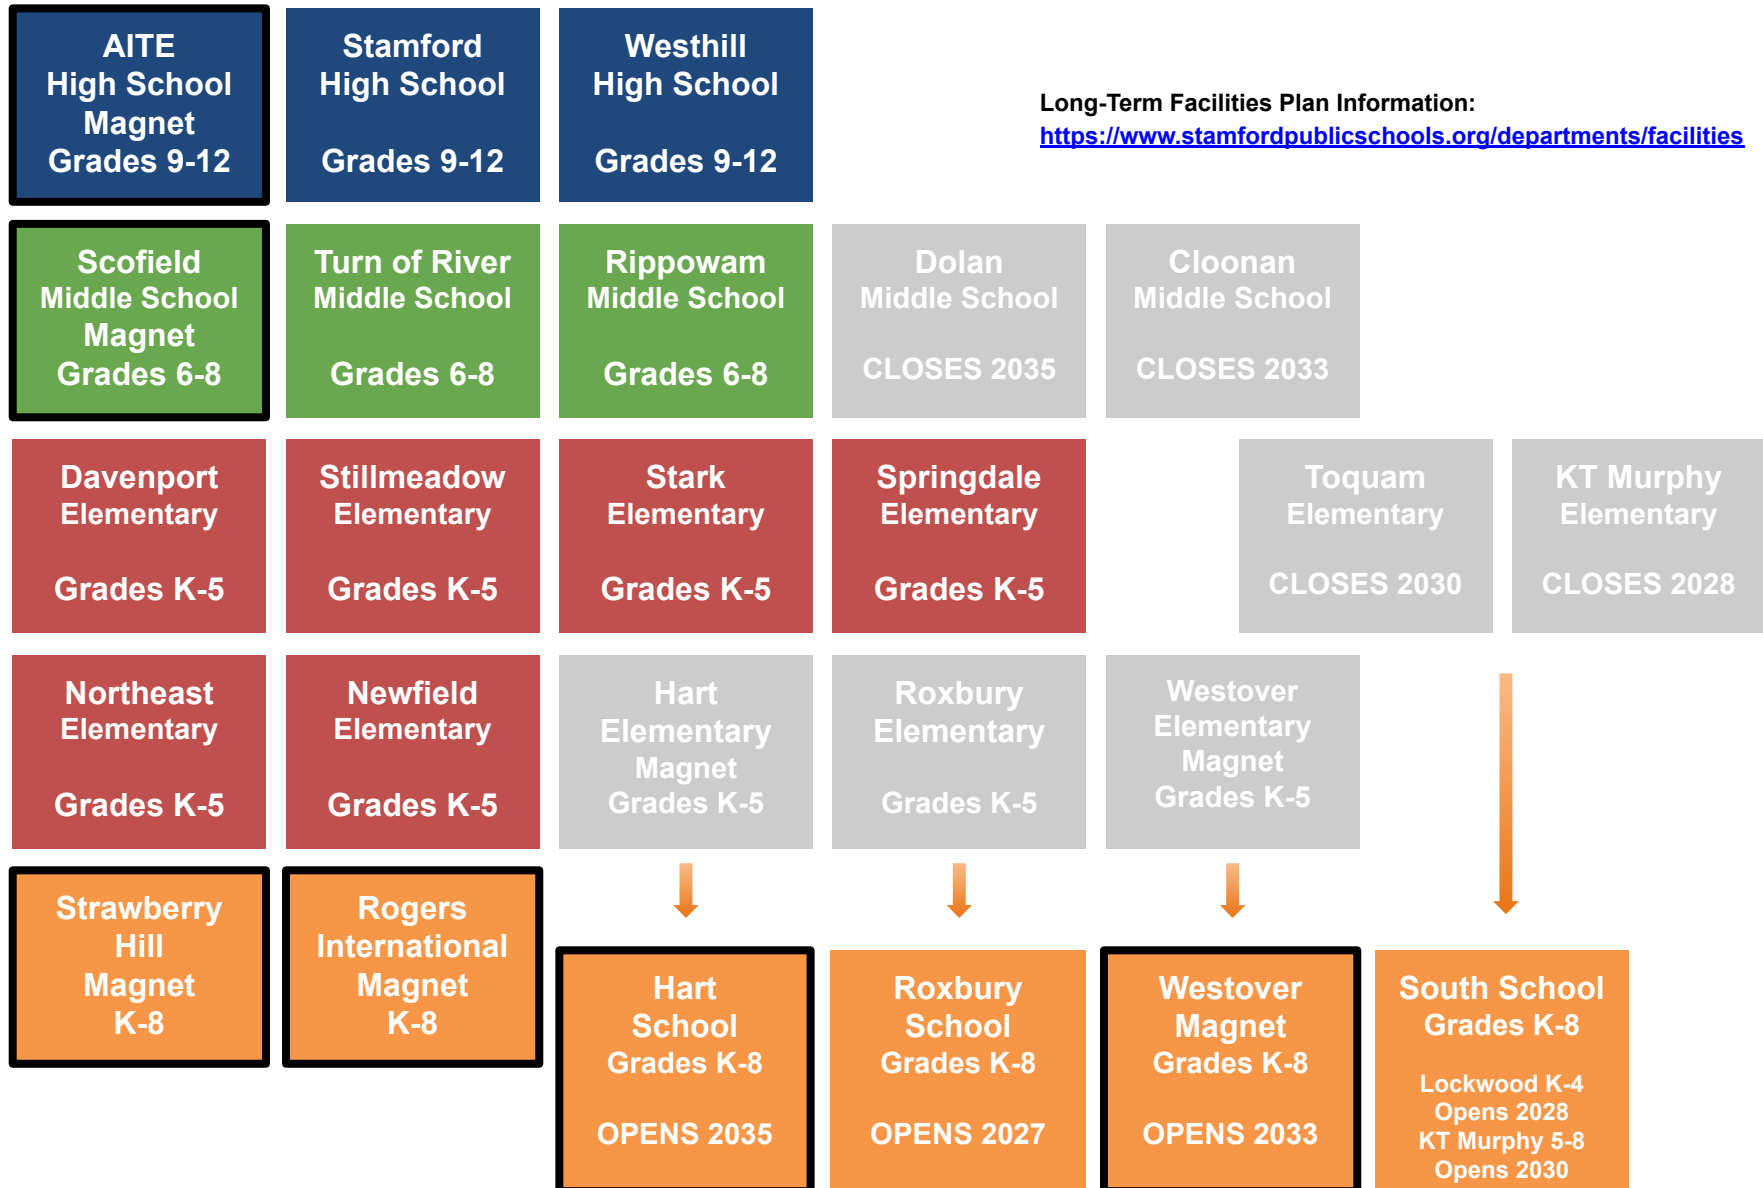 AITE
High School
Magnet
Grades 9-12
Stamford
High School
Grades 9-12
Westhill
High School
Grades 9-12
Long-Term Facilities Plan Information:
https://www.stamfordpublicschools.org/departments/facilities
Scofield
Middle School
Magnet
Grades 6-8
Turn of River
Middle School
Grades 6-8
Rippowam
Middle School
Grades 6-8
Dolan
Middle School
CLOSES 2035
Cloonan
Middle School
CLOSES 2033
Davenport
Elementary
Grades K-5
Stillmeadow
Elementary
Grades K-5
Stark
Elementary
Grades K-5
Springdale
Elementary
Grades K-5
Toquam
Elementary
CLOSES 2030
KT Murphy
Elementary
CLOSES 2028
Northeast
Elementary
Grades K-5
Newfield
Elementary
Grades K-5
Hart
Elementary
Magnet
Grades K-5
Roxbury
Elementary
Grades K-5
Westover
Elementary
Magnet
Grades K-5
Strawberry
Hill
Magnet
K-8
Rogers
International
Magnet
K-8
Hart
School
Grades K-8
OPENS 2035
Roxbury
School
Grades K-8
OPENS 2027
Westover
Magnet
Grades K-8
OPENS 2033
South School
Grades K-8
Lockwood K-4
Opens 2028
KT Murphy 5-8
Opens 2030